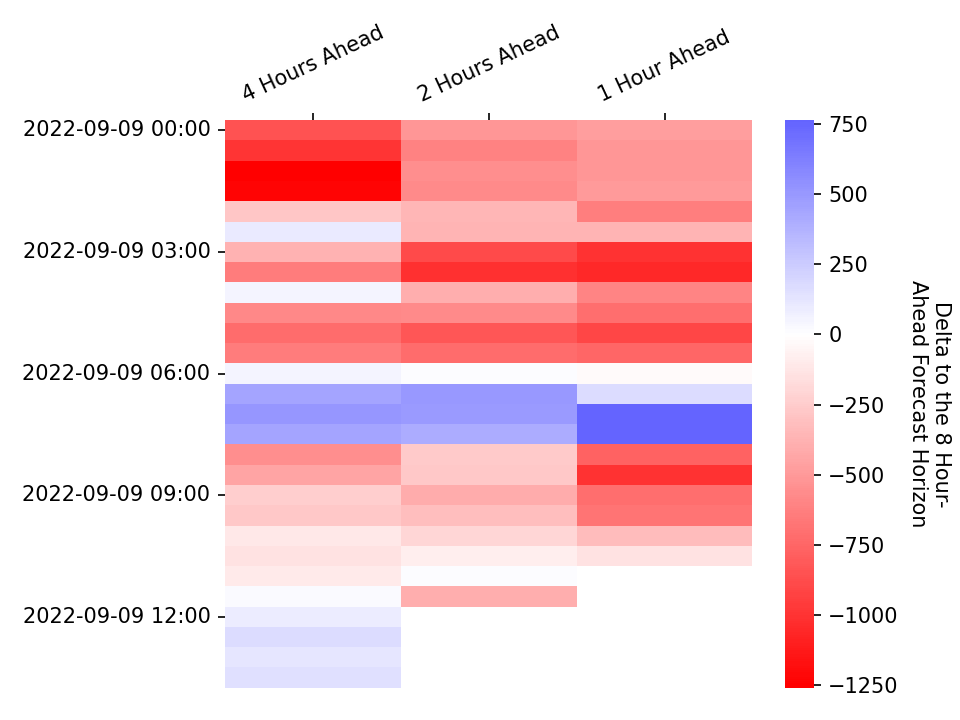 4 Hours Ahead
2 Hours Ahead
1 Hour Ahead
2022-09-09 00:00
2022-09-09 03:00
2022-09-09 06:00
2022-09-09 09:00
2022-09-09 12:00
750
500
250
0
−250
−500
−750
−1000
−1250
Delta to the 8 Hour-
Ahead Forecast Horizon